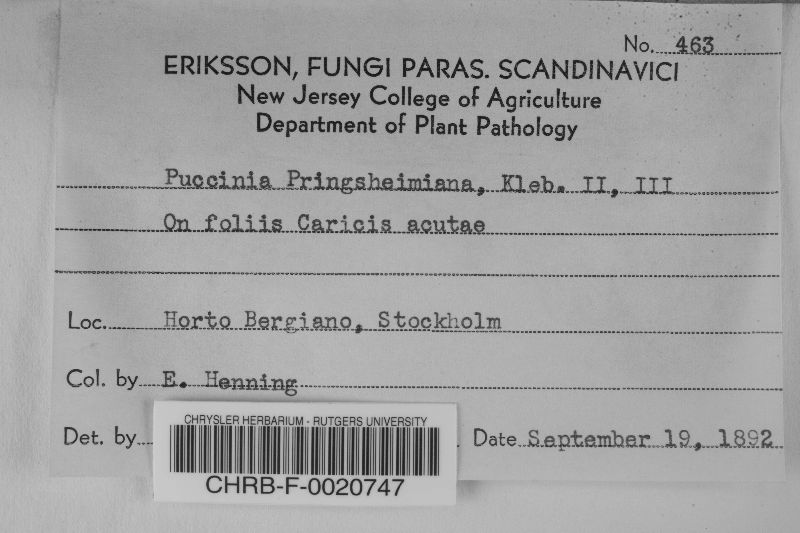 No. 463
ERIKSSON, FUNGI PARAS. SCANDINAVICI
New Jersey College of Agriculture
Department of Plant Pathology
Puccinia Pringsheimiana, Kleb. II, III
On foliis Caricis acutae
Loc. Horto Bergiano, Stockholm
Col. by E. Henning
Det. by Date September 19, 1892
CHRYSLER HERBARIUM - RUTGERS UNIVERSITY
CHRB-F-0020747